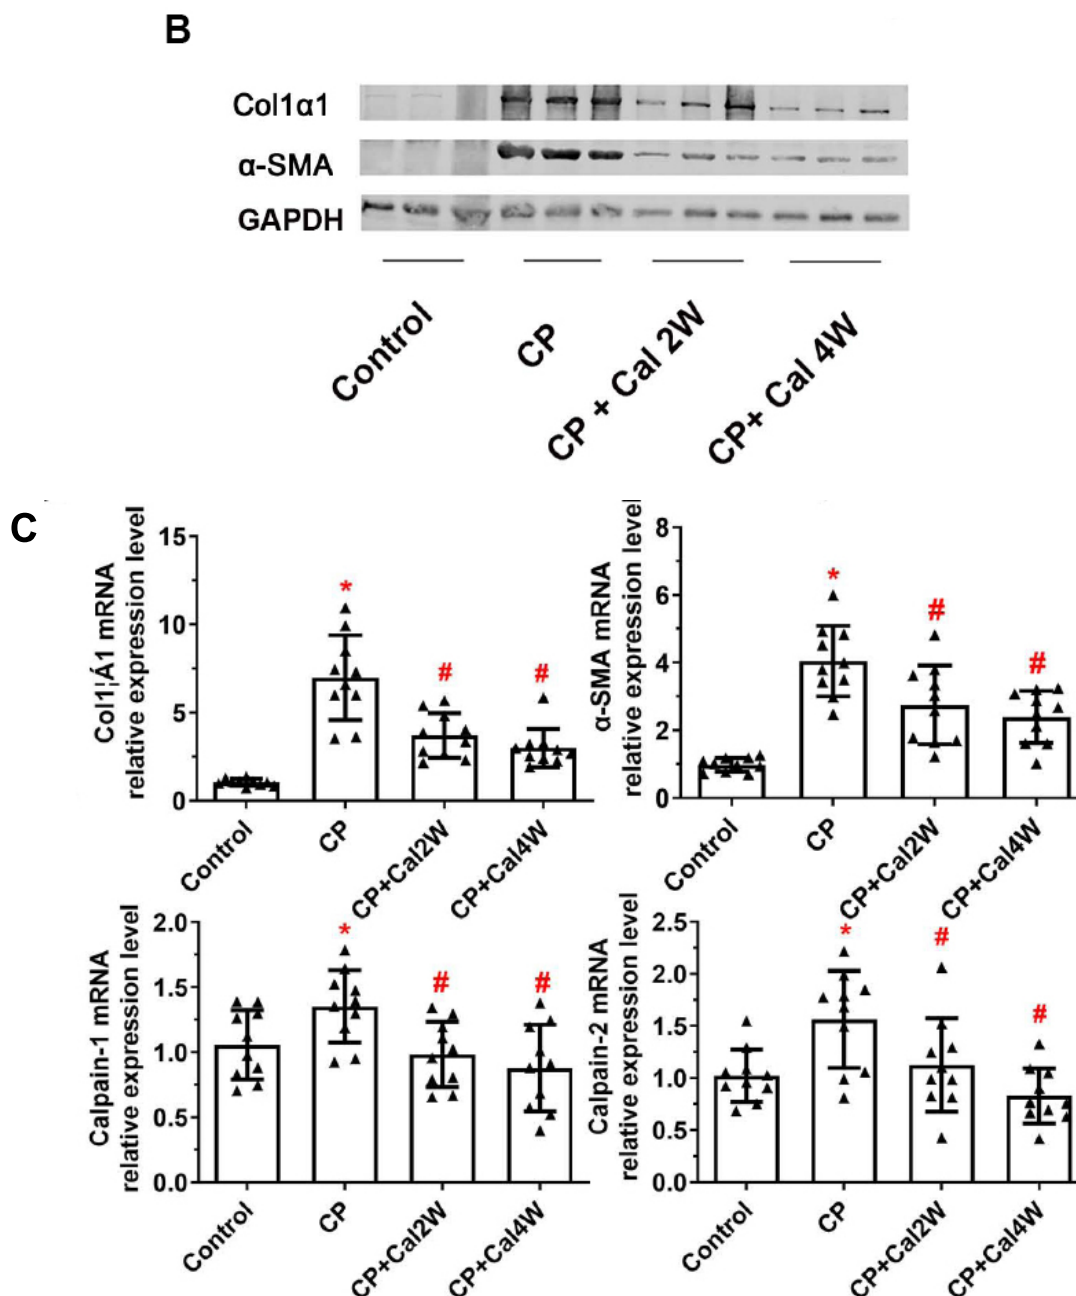 B
Col1α1
α-SMA
GAPDH
Control
CP
CP + Cal 2W
CP+ Cal 4W
C
Col1¦Á1 mRNA
relative expression level
15
10
5
0
*
#
#
Control
CP
CP+Cal2W
CP+Cal4W
α-SMA mRNA
relative expression level
8
6
4
2
0
*
#
#
Control
CP
CP+Cal2W
CP+Cal4W
Calpain-1 mRNA
relative expression level
2.0
1.5
1.0
0.5
0.0
*
#
#
Control
CP
CP+Cal2W
CP+Cal4W
Calpain-2 mRNA
relative expression level
2.5
2.0
1.5
1.0
0.5
0.0
*
#
#
Control
CP
CP+Cal2W
CP+Cal4W